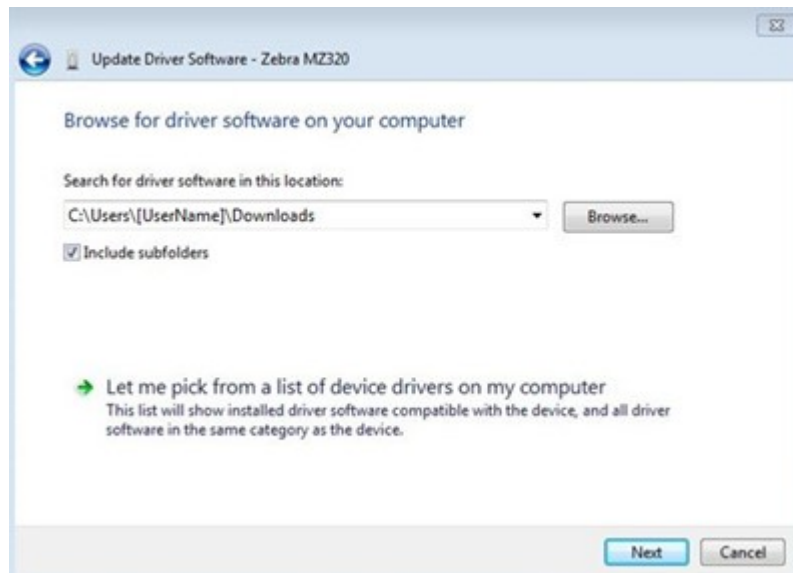 Update Driver Software - Zebra MZ320
Browse for driver software on your computer
Search for driver software in this location:
C:\Users\[UserName]\Downloads
Browse...
Include subfolders
Let me pick from a list of device drivers on my computer
This list will show installed driver software compatible with the device, and all driver
software in the same category as the device.
Next
Cancel